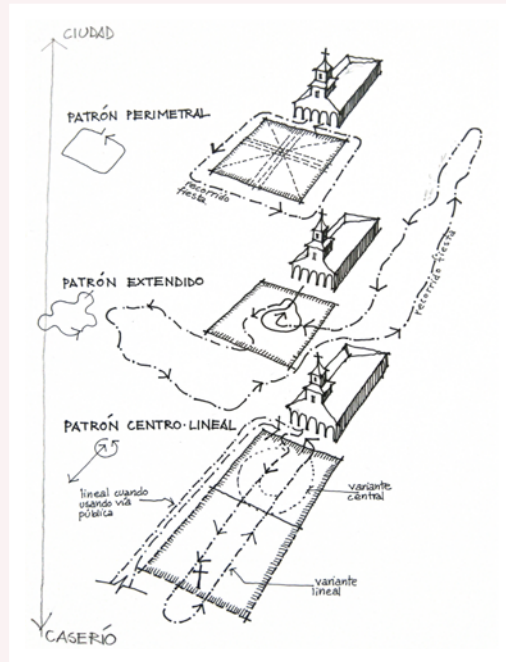 CIUDAD
PATRÓN PERIMETRAL
recorrido
fiesta
PATRÓN EXTENDIDO
recorrido fiesta
PATRÓN CENTRO·LINEAL
lineal cuando
usando vía
pública
variante
central
variante
lineal
CASERÍO